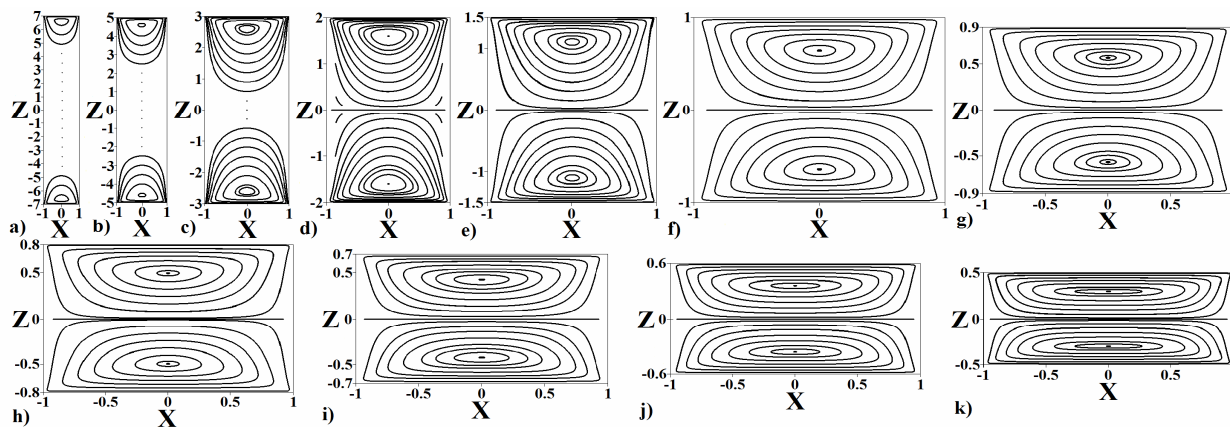 7
6
5
4
3
2
1
Z 0
-1
-2
-3
-4
-5
-6
-7
-1 0 1
a) X
5
4
3
2
1
Z 0
-1
-2
-3
-4
-5
-1 0 1
b) X
3
2
1
Z 0
-1
-2
-3
-1 0 1
c) X
2
1
Z 0
-1
-2
-1 0 1
d) X
1.5
1.5
Z 0
-1
-1.5
-1 0 1
e) X
1
Z 0
-1
-1 0 1
f) X
0.9
0.5
Z 0
-0.5
-0.9
-1 -0.5 0 0.5 1
g) X
0.8
0.5
Z 0
-0.5
-0.8
-1 -0.5 0 0.5 1
h) X
0.7
0.5
Z 0
-0.5
-0.7
-1 -0.5 0 0.5 1
i) X
0.6
Z 0
-0.6
-1 -0.5 0 0.5 1
j) X
0.5
Z 0
-0.5
-1 -0.5 0 0.5 1
k) X